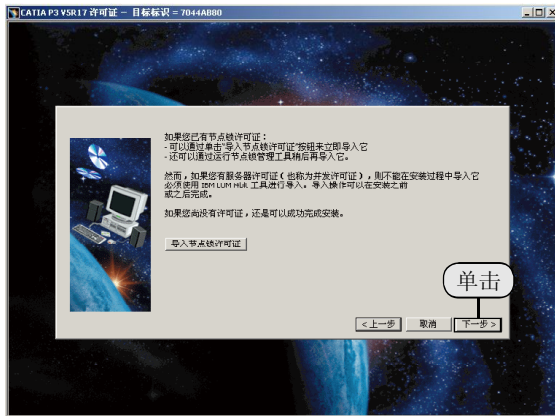 CATIA P3 V5R17 许可证 － 目标标识 = 7044AB80
如果您已有节点锁许可证：
- 可以通过单击“导入节点锁许可证”按钮来立即导入它
- 还可以通过运行节点锁管理工具稍后再导入它。
然而，如果您有服务器许可证（也称为并发许可证），则不能在安装过程中导入它
必须使用 IBM LUM 工具进行导入。导入操作可以在安装之前
或之后完成。
如果您尚没有许可证，还是可以成功完成安装。
导入节点锁许可证
单击
<上一步
取消
下一步>